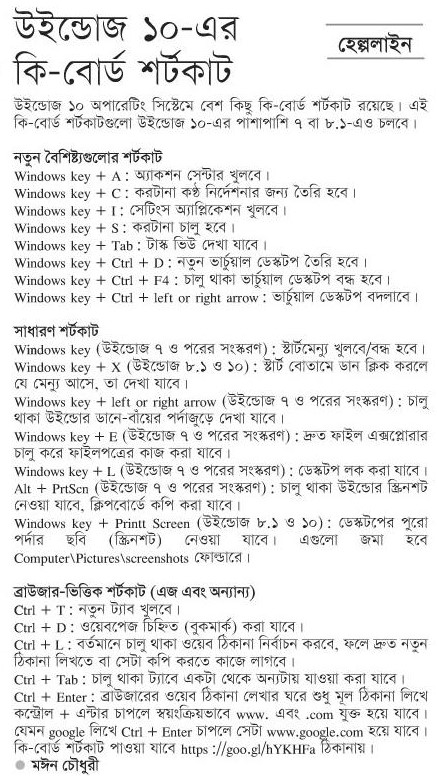 উইন্ডোজ ১০-এর
কি-বোর্ড শর্টকাট
হেল্পলাইন
উইন্ডোজ ১০ অপারেটিং সিস্টেমে বেশ কিছু কি-বোর্ড শর্টকাট রয়েছে। এই
কি-বোর্ড শর্টকাটগুলো উইন্ডোজ ১০-এর পাশাপাশি ৭ বা ৮.১-এও চলবে।
নতুন বৈশিষ্ট্যগুলোর শর্টকাট
Windows key + A : অ্যাকশন সেন্টার খুলবে।
Windows key + C : করটানা কণ্ঠ নির্দেশনার জন্য তৈরি হবে।
Windows key + I : সেটিংস অ্যাপ্লিকেশন খুলবে।
Windows key + S : করটানা চালু হবে।
Windows key + Tab : টাস্ক ভিউ দেখা যাবে।
Windows key + Ctrl + D : নতুন ভার্চুয়াল ডেস্কটপ তৈরি হবে।
Windows key + Ctrl + F4 : চালু থাকা ভার্চুয়াল ডেস্কটপ বন্ধ হবে।
Windows key + Ctrl + left or right arrow : ভার্চুয়াল ডেস্কটপ বদলাবে।
সাধারণ শর্টকাট
Windows key (উইন্ডোজ ৭ ও পরের সংস্করণ) : স্টার্টমেন্যু খুলবে/বন্ধ হবে।
Windows key + X (উইন্ডোজ ৮.১ ও ১০) : স্টার্ট বোতামে ডান ক্লিক করলে
যে মেন্যু আসে, তা দেখা যাবে।
Windows key + left or right arrow (উইন্ডোজ ৭ ও পরের সংস্করণ) : চালু
থাকা উইন্ডোর ডানে-বাঁয়ের পর্দাজুড়ে দেখা যাবে।
Windows key + E (উইন্ডোজ ৭ ও পরের সংস্করণ) : দ্রুত ফাইল এক্সপ্লোরার
চালু করে ফাইলপত্রের কাজ করা যাবে।
Windows key + L (উইন্ডোজ ৭ ও পরের সংস্করণ) : ডেস্কটপ লক করা যাবে।
Alt + PrtScn (উইন্ডোজ ৭ ও পরের সংস্করণ) : চালু থাকা উইন্ডোর স্ক্রিনশট
নেওয়া যাবে, ক্লিপবোর্ডে কপি করা যাবে।
Windows key + Printt Screen (উইন্ডোজ ৮.১ ও ১০) : ডেস্কটপের পুরো
পর্দার ছবি (স্ক্রিনশট) নেওয়া যাবে। এগুলো জমা হবে
Computer\Pictures\screenshots ফোল্ডারে।
ব্রাউজার-ভিত্তিক শর্টকাট (এজ এবং অন্যান্য)
Ctrl + T : নতুন ট্যাব খুলবে।
Ctrl + D : ওয়েবপেজ চিহ্নিত (বুকমার্ক) করা যাবে।
Ctrl + L : বর্তমানে চালু থাকা ওয়েব ঠিকানা নির্বাচন করবে, ফলে দ্রুত নতুন
ঠিকানা লিখতে বা সেটা কপি করতে কাজে লাগবে।
Ctrl + Tab : চালু থাকা ট্যাবে একটা থেকে অন্যটায় যাওয়া করা যাবে।
Ctrl + Enter : ব্রাউজারের ওয়েব ঠিকানা লেখার ঘরে শুধু মূল ঠিকানা লিখে
কন্ট্রোল + এন্টার চাপলে স্বয়ংক্রিয়ভাবে www. এবং .com যুক্ত হয়ে যাবে।
যেমন google লিখে Ctrl + Enter চাপলে সেটা www.google.com হয়ে যাবে।
কি-বোর্ড শর্টকাট পাওয়া যাবে https://goo.gl/hYKHFa ঠিকানায়।
● মঈন চৌধুরী